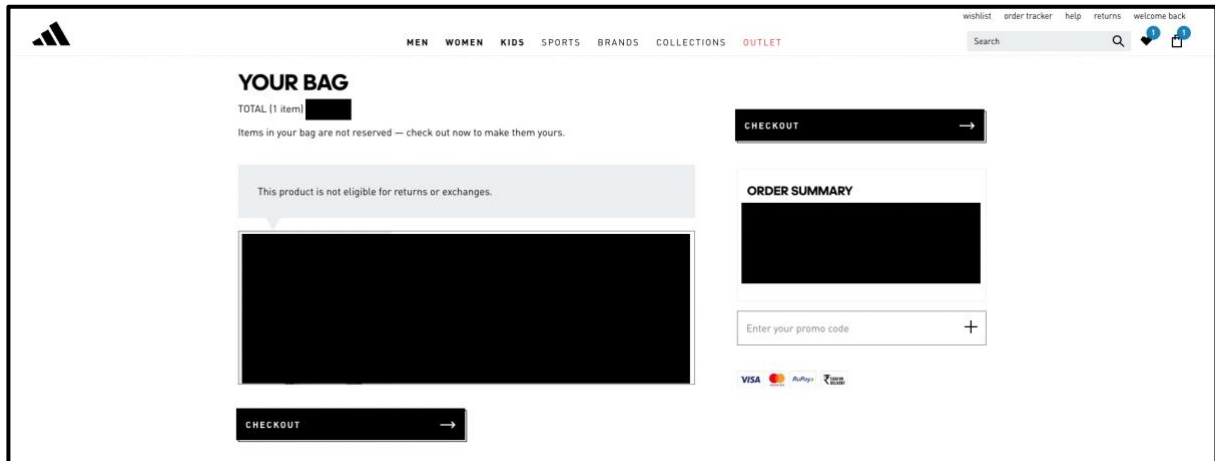 wishlist order tracker help returns welcome back
MEN WOMEN KIDS SPORTS BRANDS COLLECTIONS OUTLET
Search
1
1
YOUR BAG
TOTAL (1 item)
Items in your bag are not reserved — check out now to make them yours.
CHECKOUT
This product is not eligible for returns or exchanges.
ORDER SUMMARY
Enter your promo code
VISA RuPay
CHECKOUT